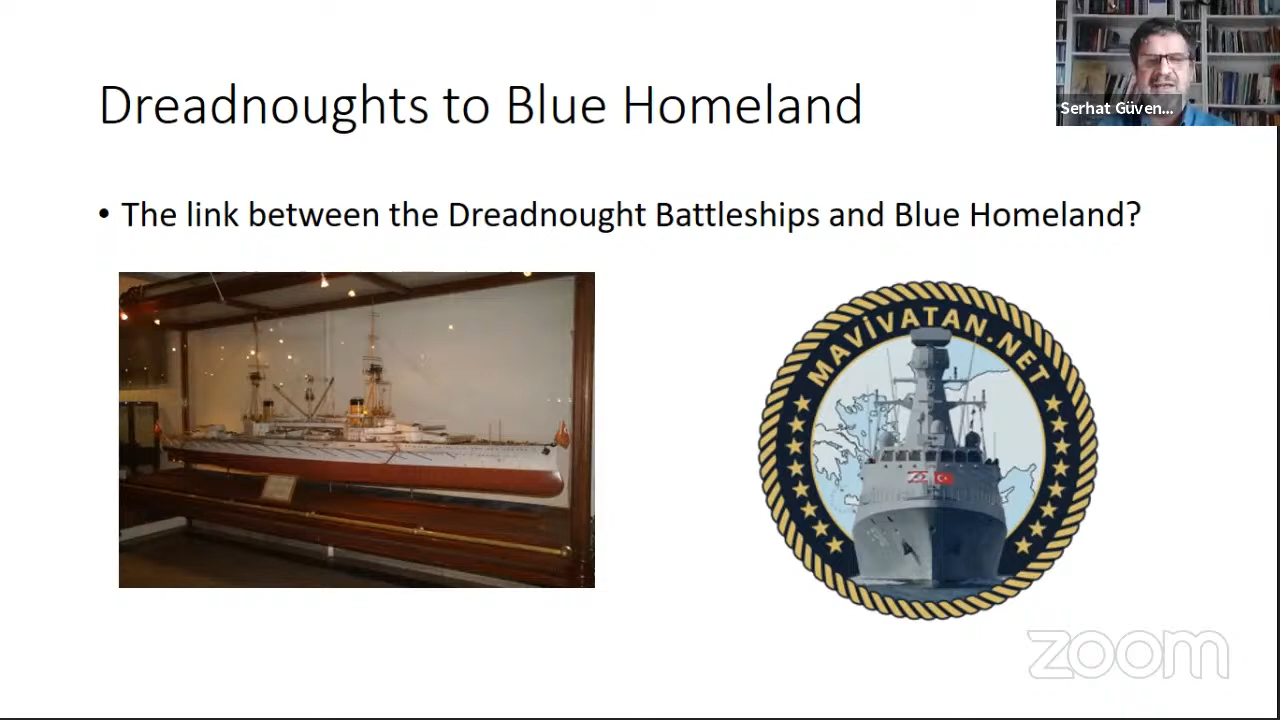 Dreadnoughts to Blue Homeland
Serhat Güven...
• The link between the Dreadnought Battleships and Blue Homeland?
MAVİVATAN.NET
zoom